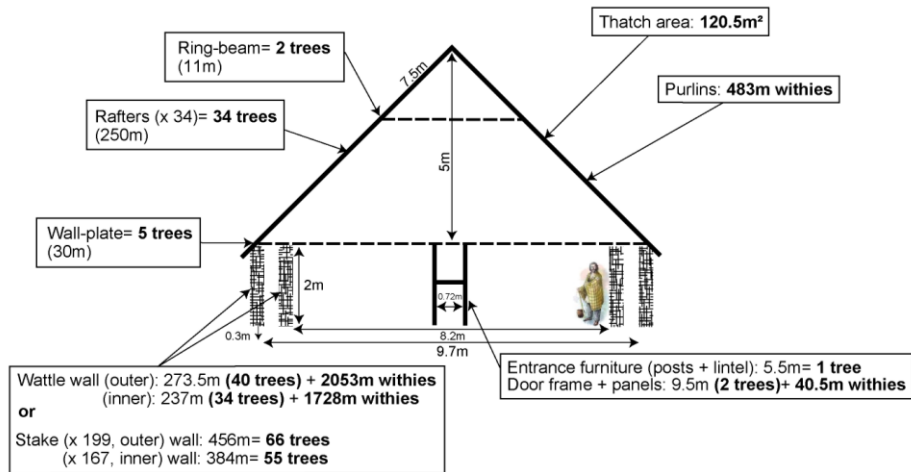 Ring-beam= 2 trees
(11m)
Thatch area: 120.5m²
7.5m
Purlins: 483m withies
Rafters (x 34)= 34 trees
(250m)
5m
Wall-plate= 5 trees
(30m)
2m
0.72m
0.3m
8.2m
9.7m
Entrance furniture (posts + lintel): 5.5m= 1 tree
Door frame + panels: 9.5m (2 trees)+ 40.5m withies
Wattle wall (outer): 273.5m (40 trees) + 2053m withies
(inner): 237m (34 trees) + 1728m withies
or
Stake (x 199, outer) wall: 456m= 66 trees
(x 167, inner) wall: 384m= 55 trees